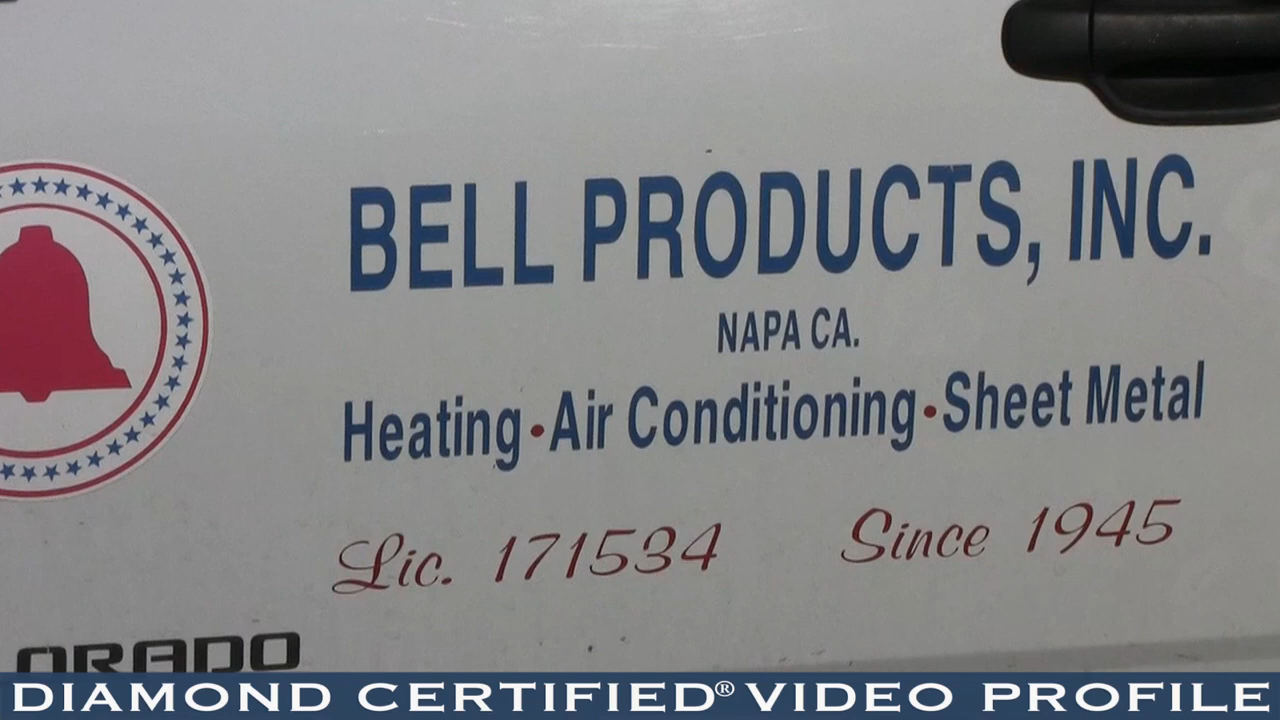 BELL PRODUCTS, INC.
NAPA CA.
Heating·Air Conditioning·Sheet Metal
Lic. 171534 Since 1945
ORADO
DIAMOND CERTIFIED® VIDEO PROFILE